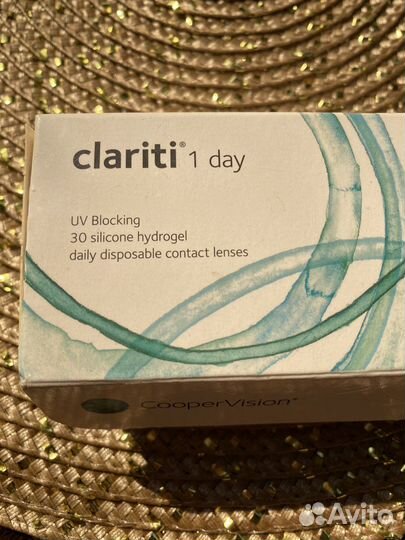 clariti® 1 day
UV Blocking
30 silicone hydrogel
daily disposable contact lenses
CooperVision®
Avito